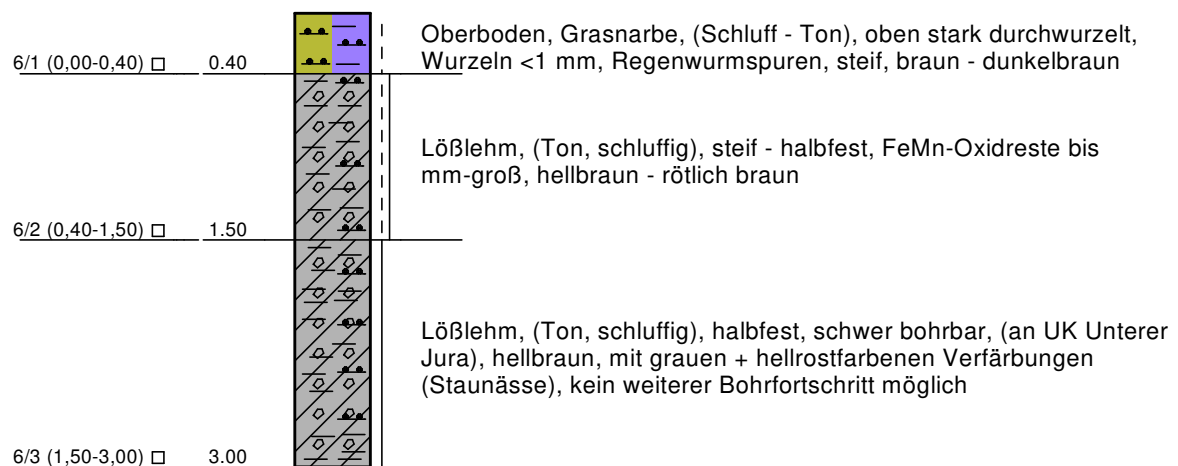 Oberboden, Grasnarbe, (Schluff - Ton), oben stark durchwurzelt,
Wurzeln <1 mm, Regenwurmspuren, steif, braun - dunkelbraun
6/1 (0,00-0,40) □ 0.40
Lößlehm, (Ton, schluffig), steif - halbfest, FeMn-Oxidreste bis
mm-groß, hellbraun - rötlich braun
6/2 (0,40-1,50) □ 1.50
Lößlehm, (Ton, schluffig), halbfest, schwer bohrbar, (an UK Unterer
Jura), hellbraun, mit grauen + hellrostfarbenen Verfärbungen
(Staunässe), kein weiterer Bohrfortschritt möglich
6/3 (1,50-3,00) □ 3.00